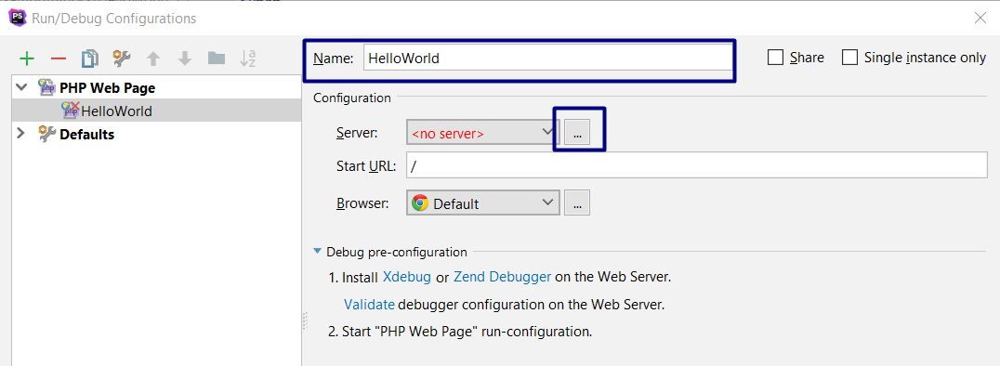 PS Run/Debug Configurations
Name: HelloWorld
Share
Single instance only
PHP Web Page
HelloWorld
Defaults
Configuration
Server: <no server> ...
Start URL: /
Browser: Default ...
Debug pre-configuration
1. Install Xdebug or Zend Debugger on the Web Server.
Validate debugger configuration on the Web Server.
2. Start "PHP Web Page" run-configuration.